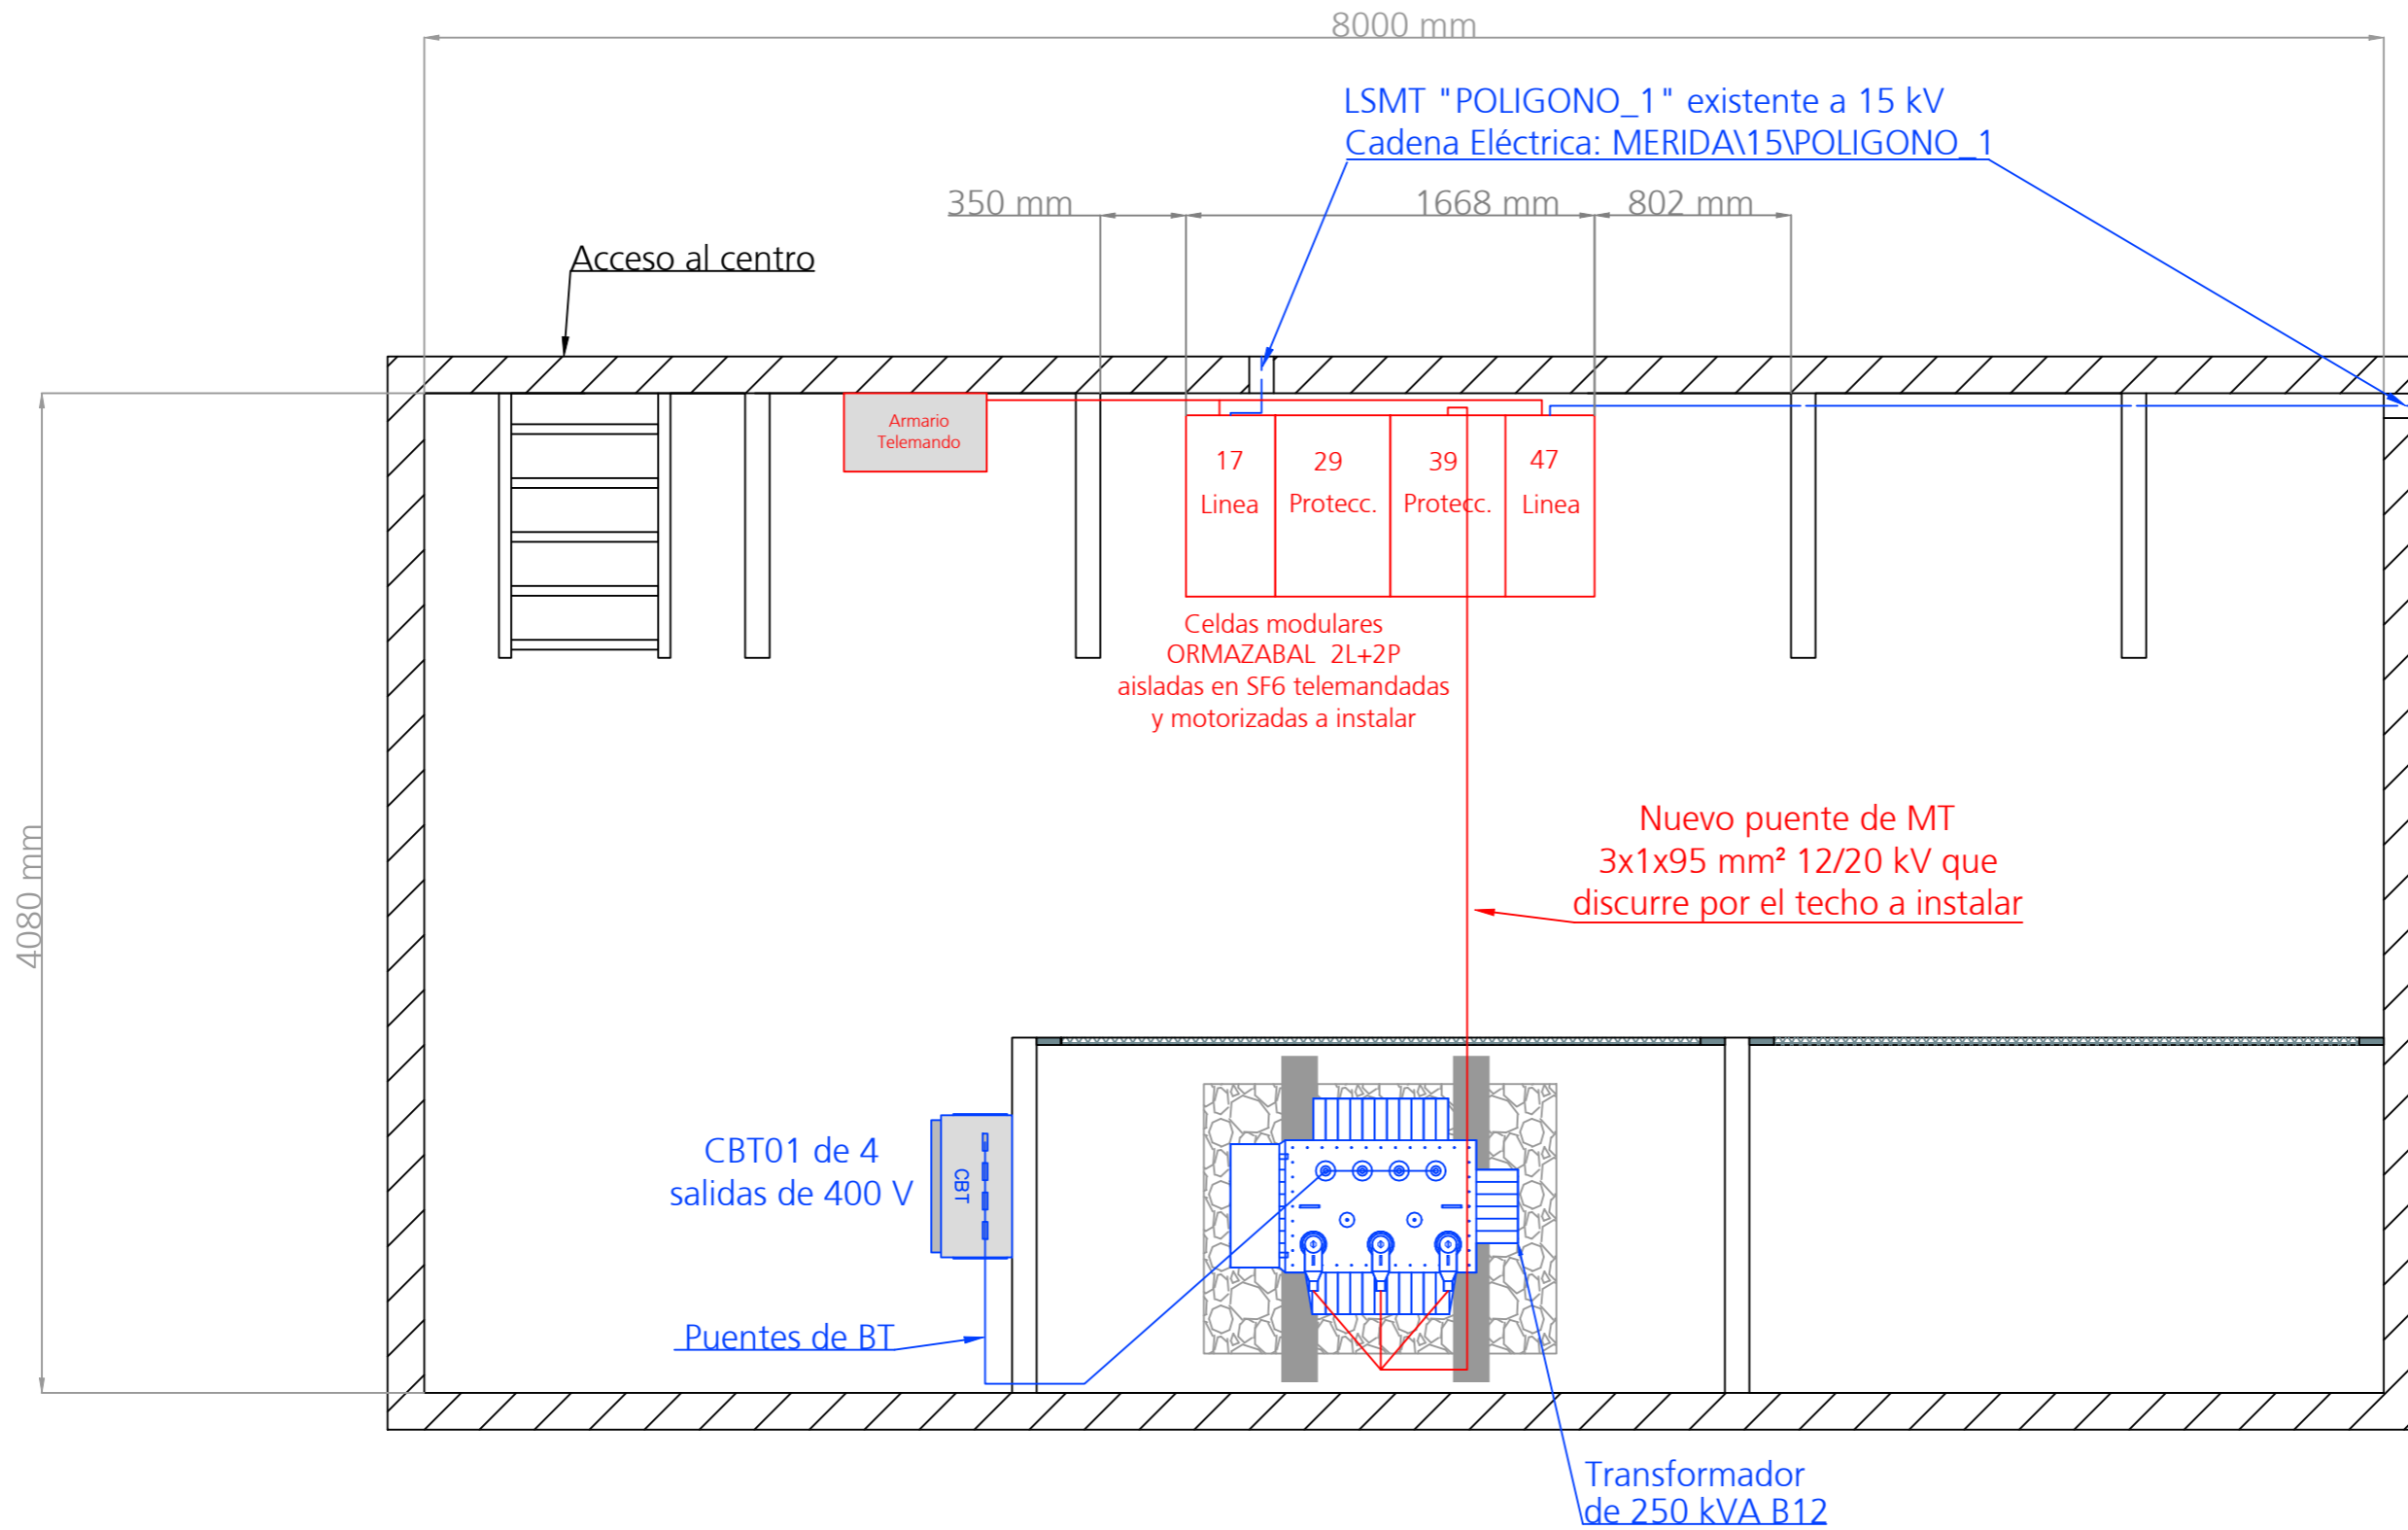 8000 mm
LSMT "POLIGONO_1" existente a 15 kV
Cadena Eléctrica: MERIDA\15\POLIGONO_1
350 mm
1668 mm
802 mm
Acceso al centro
Armario
Telemando
17
Linea
29
Protecc.
39
Protecc.
47
Linea
Celdas modulares
ORMAZABAL 2L+2P
aisladas en SF6 telemandadas
y motorizadas a instalar
4080 mm
Nuevo puente de MT
3x1x95 mm² 12/20 kV que
discurre por el techo a instalar
CBT01 de 4
salidas de 400 V
CBT
Puentes de BT
Transformador
de 250 kVA B12